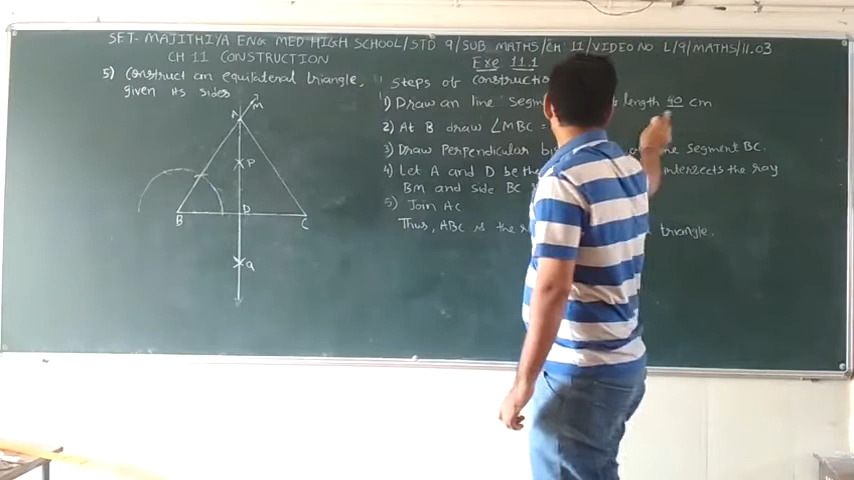 SET- MAJITHIYA ENG MED HIGH SCHOOL/STD 9/SUB MATHS/CH 11/VIDEO NO L/9/MATHS/11.03
CH 11 CONSTRUCTION
Exe 11.1
5) Construct an equilateral triangle,
given its sides
Steps of construction
1) Draw an line segm length 40 cm
2) At B draw ∠MBC =
3) Draw Perpendicular bi line segment BC.
4) Let A and D be the intersects the ray
BM and side BC
5) Join AC
Thus, ABC is the triangle.
M
A
P
B
D
C
Q